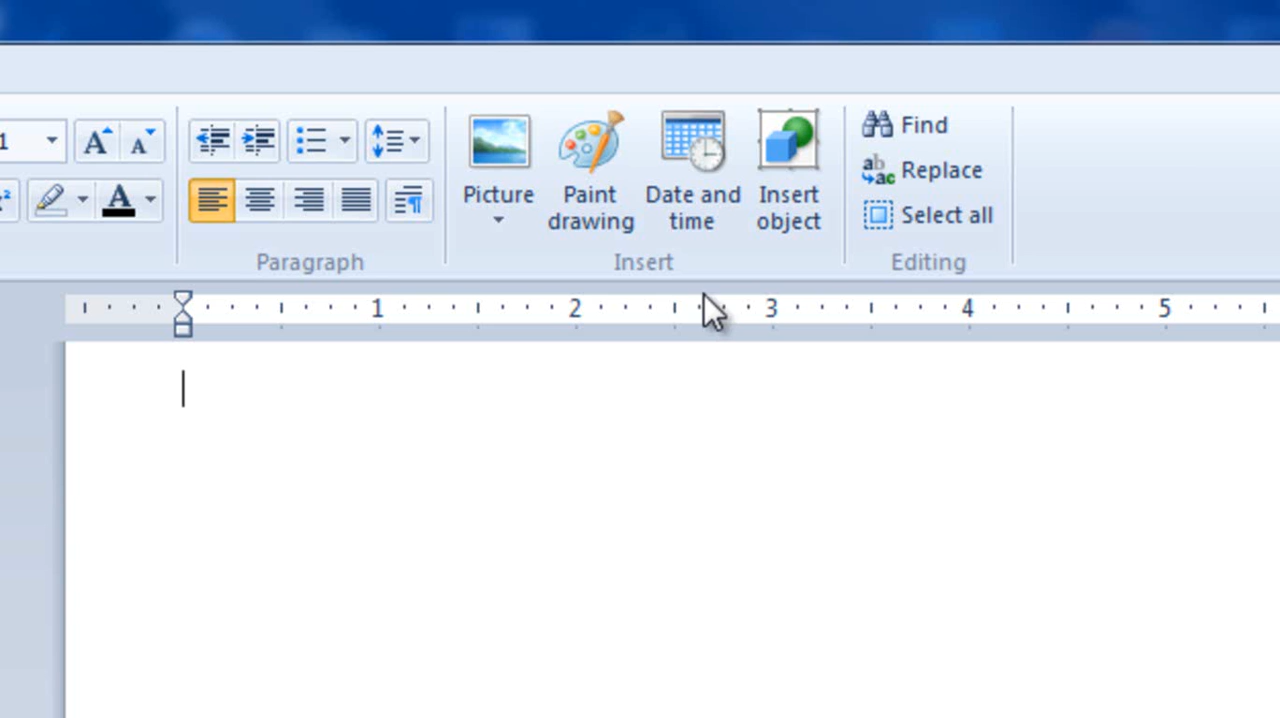 1 A A Find
Picture Paint drawing Date and time Insert object Replace
A Select all
Paragraph Insert Editing
1 2 3 4 5